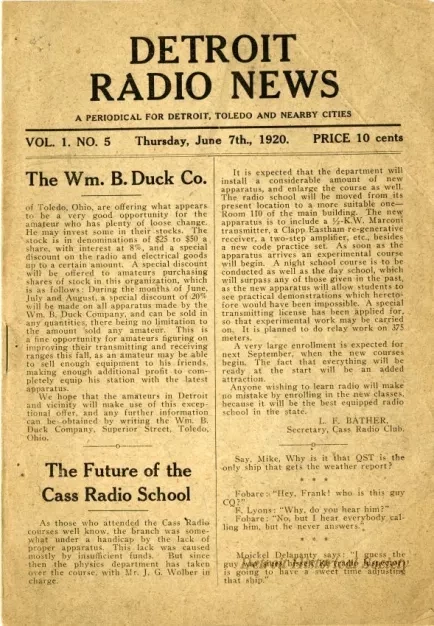 DETROIT
RADIO NEWS
A PERIODICAL FOR DETROIT, TOLEDO AND NEARBY CITIES
VOL. 1. NO. 5 Thursday, June 7th., 1920. PRICE 10 cents
The Wm. B. Duck Co.
of Toledo, Ohio, are offering what appears
to be a very good opportunity for the
amateur who has plenty of loose change.
He may invest some in their stocks. The
stock is in denominations of $25 to $50 a
share, with interest at 8%, and a special
discount on the radio and electrical goods
up to a certain amount. A special discount
will be offered to amateurs purchasing
shares of stock in this organization, which
is as follows: During the months of June,
July and August, a special discount of 20%
will be made on all apparatus made by the
Wm. B. Duck Company, and can be sold in
any quantities, there being no limitation to
the amount sold any amateur. This is
a fine opportunity for amateurs figuring on
improving their transmitting and receiving
ranges this fall, as an amateur may be able
to sell enough equipment to his friends,
making enough additional profit to com-
pletely equip his station with the latest
apparatus.
We hope that the amateurs in Detroit
and vicinity will make use of this excep-
tional offer, and any further information
can be obtained by writing the Wm. B.
Duck Company, Superior Street, Toledo,
Ohio.
The Future of the
Cass Radio School
As those who attended the Cass Radio
courses well know, the branch was some-
what under a handicap by the lack of
proper apparatus. This lack was caused
mostly by insufficient funds. But since
then the physics department has taken
over the course, with Mr. J. G. Wolber in
charge.
It is expected that the department will
install a considerable amount of new
apparatus, and enlarge the course as well.
The radio school will be moved from its
present location to a more suitable one—
Room 110 of the main building. The new
apparatus is to include a ½-K.W. Marconi
transmitter, a Clapp Eastham re-generative
receiver, a two-step amplifier, etc., besides
a new code practice set. As soon as the
apparatus arrives an experimental course
will begin. A night school course is to be
conducted as well as the day school, which
will surpass any of those given in the past,
as the new apparatus will allow students to
see practical demonstrations which hereto-
fore would have been impossible. A special
transmitting license has been applied for,
so that experimental work may be carried
on. It is planned to do relay work on 375
meters.
A very large enrollment is expected for
next September, when the new courses
begin. The fact that everything will be
ready at the start will be an added
attraction.
Anyone wishing to learn radio will make
no mistake by enrolling in the new classes,
because it will be the best equipped radio
school in the state.
L. F. BATHER,
Secretary, Cass Radio Club.
Say, Mike, Why is it that QST is the
only ship that gets the weather report?
* * *
Fobare: "Hey, Frank! who is this guy
CQ?"
F. Lyons: "Why, do you hear him?"
Fobare: "No, but I hear everybody cal-
ling him, but he never answers."
* * *
Moickel Delapanty says: "I guess the
guy
is going to have a sweet time adjusting
that ship."
Detroit Historical Society